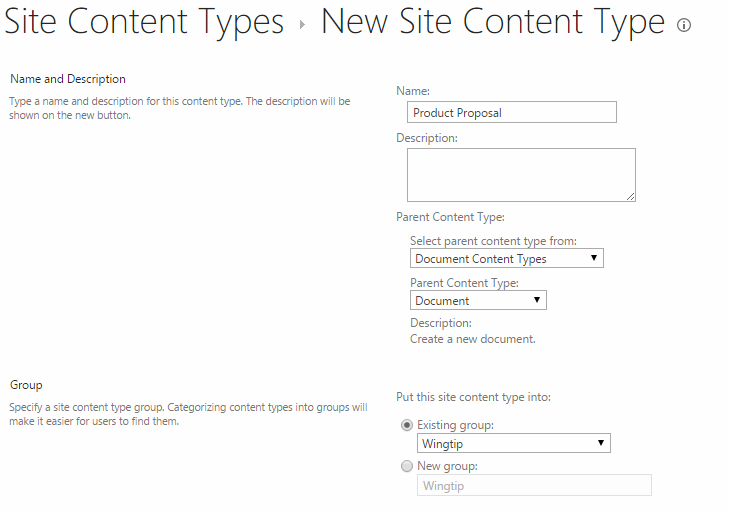 Site Content Types ▸ New Site Content Type
Name and Description
Type a name and description for this content type. The description will be
shown on the new button.
Name:
Product Proposal
Description:
Parent Content Type:
Select parent content type from:
Document Content Types
Parent Content Type:
Document
Description:
Create a new document.
Group
Specify a site content type group. Categorizing content types into groups will
make it easier for users to find them.
Put this site content type into:
Existing group:
Wingtip
New group:
Wingtip